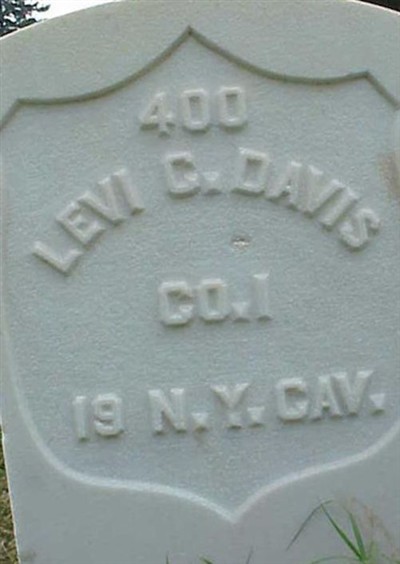 400
LEVI C. DAVIS
CO. I
19 N.Y. CAV.